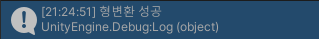 [21:24:51] 형변환 성공
UnityEngine.Debug:Log (object)